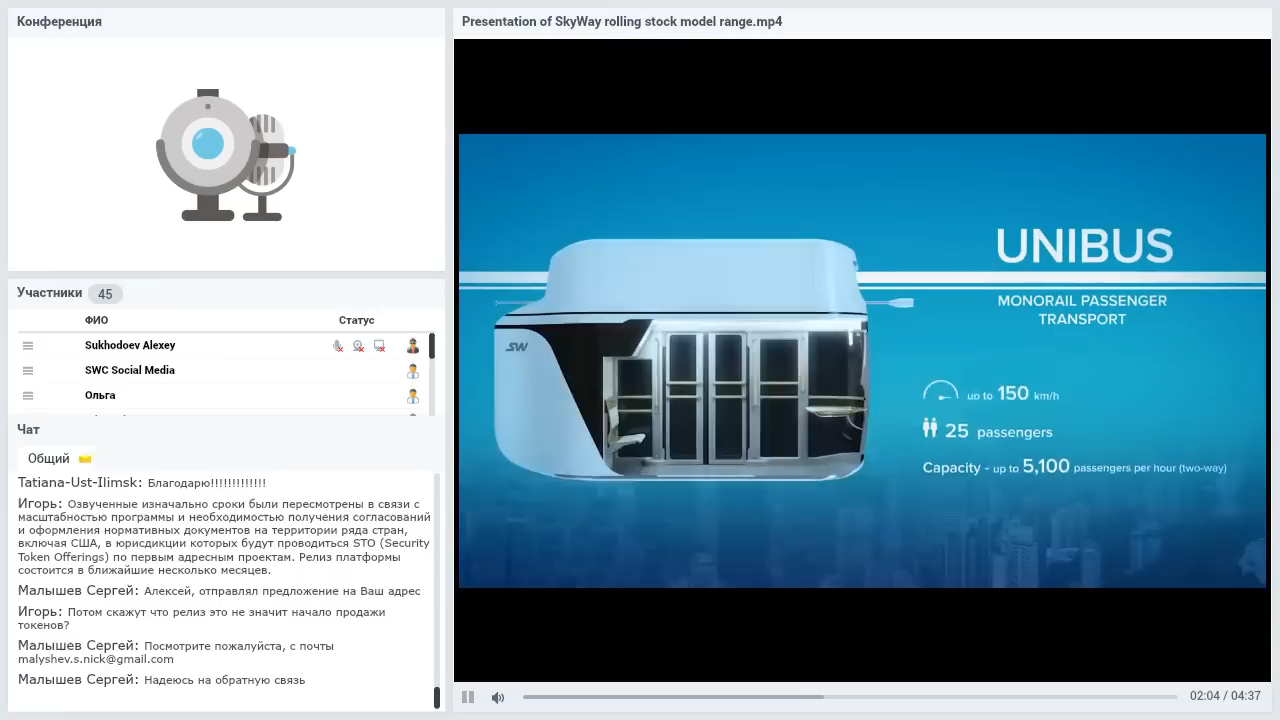 Конференция
Участники 45
ФИО Статус
Sukhodoev Alexey
SWC Social Media
Ольга
Чат
Общий
Tatiana-Ust-Ilimsk: Благодарю!!!!!!!!!!!!!
Игорь: Озвученные изначально сроки были пересмотрены в связи с
масштабностью программы и необходимостью получения согласований
и оформления нормативных документов на территории ряда стран,
включая США, в юрисдикции которых будут проводиться STO (Security
Token Offerings) по первым адресным проектам. Релиз платформы
состоится в ближайшие несколько месяцев.
Малышев Сергей: Алексей, отправлял предложение на Ваш адрес
Игорь: Потом скажут что релиз это не значит начало продажи
токенов?
Малышев Сергей: Посмотрите пожалуйста, с почты
malyshev.s.nick@gmail.com
Малышев Сергей: Надеюсь на обратную связь
Presentation of SkyWay rolling stock model range.mp4
SW
UNIBUS
MONORAIL PASSENGER
TRANSPORT
up to 150 km/h
25 passengers
Capacity - up to 5,100 passengers per hour (two-way)
02:04 / 04:37